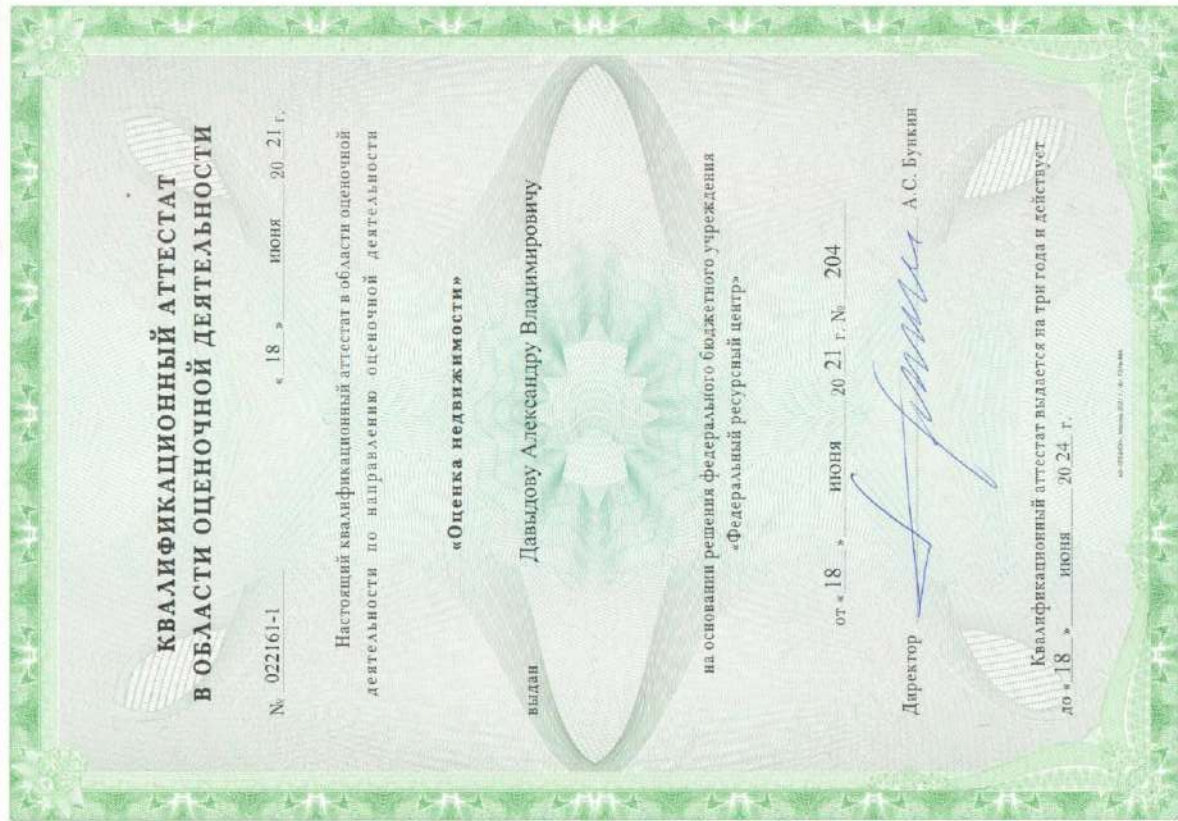 КВАЛИФИКАЦИОННЫЙ АТТЕСТАТ
В ОБЛАСТИ ОЦЕНОЧНОЙ ДЕЯТЕЛЬНОСТИ
№ 022161-1 « 18 » июня 20 21 г.
Настоящий квалификационный аттестат в области оценочной
деятельности по направлению оценочной деятельности
«Оценка недвижимости»
выдан Давыдову Александру Владимировичу
на основании решения федерального бюджетного учреждения
«Федеральный ресурсный центр»
от « 18 » июня 20 21 г. № 204
Директор А.С. Бункин
Квалификационный аттестат выдается на три года и действует
до « 18 » июня 20 24 г.